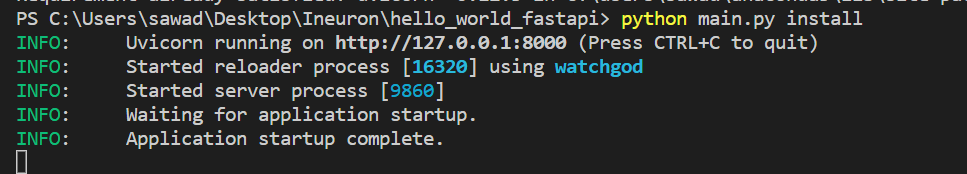 PS C:\Users\sawad\Desktop\Ineuron\hello_world_fastapi> python main.py install
INFO:     Uvicorn running on http://127.0.0.1:8000 (Press CTRL+C to quit)
INFO:     Started reloader process [16320] using watchgod
INFO:     Started server process [9860]
INFO:     Waiting for application startup.
INFO:     Application startup complete.